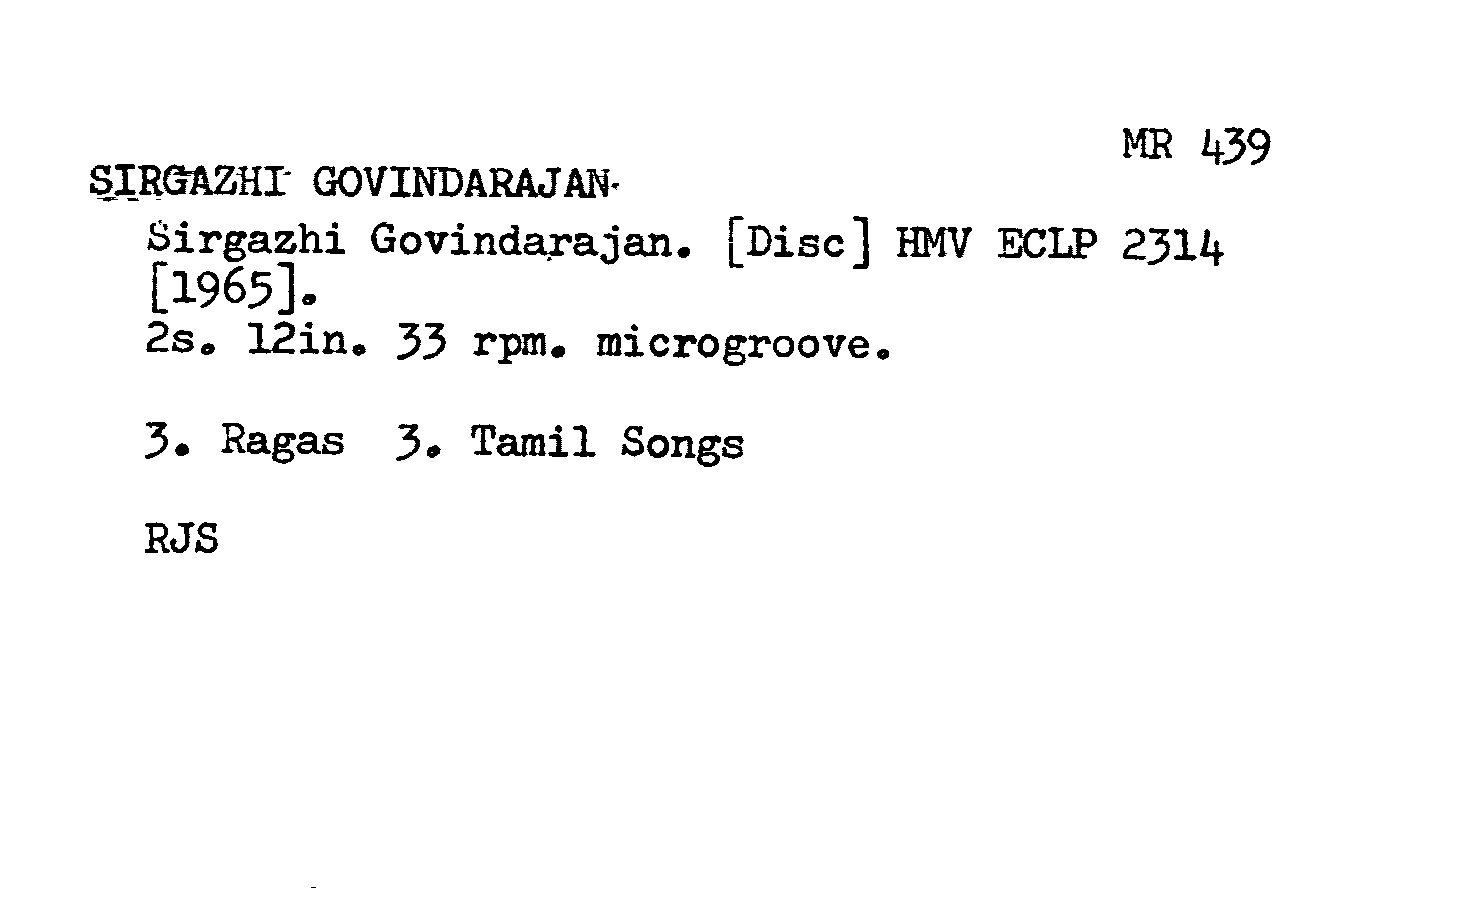 MR 439
SIRGAZHI GOVINDARAJAN.
Sirgazhi Govindarajan. [Disc] HMV ECLP 2314
[1965].
2s. 12in. 33 rpm. microgroove.
3. Ragas 3. Tamil Songs
RJS